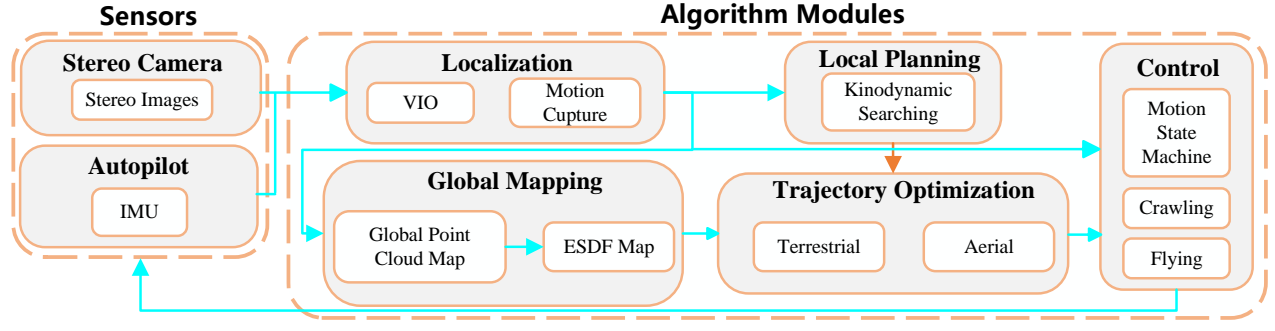 Sensors
Algorithm Modules
Stereo Camera
Stereo Images
Autopilot
IMU
Localization
VIO
Motion
Cupture
Local Planning
Kinodynamic
Searching
Control
Motion
State
Machine
Crawling
Flying
Global Mapping
Global Point
Cloud Map
ESDF Map
Trajectory Optimization
Terrestrial
Aerial